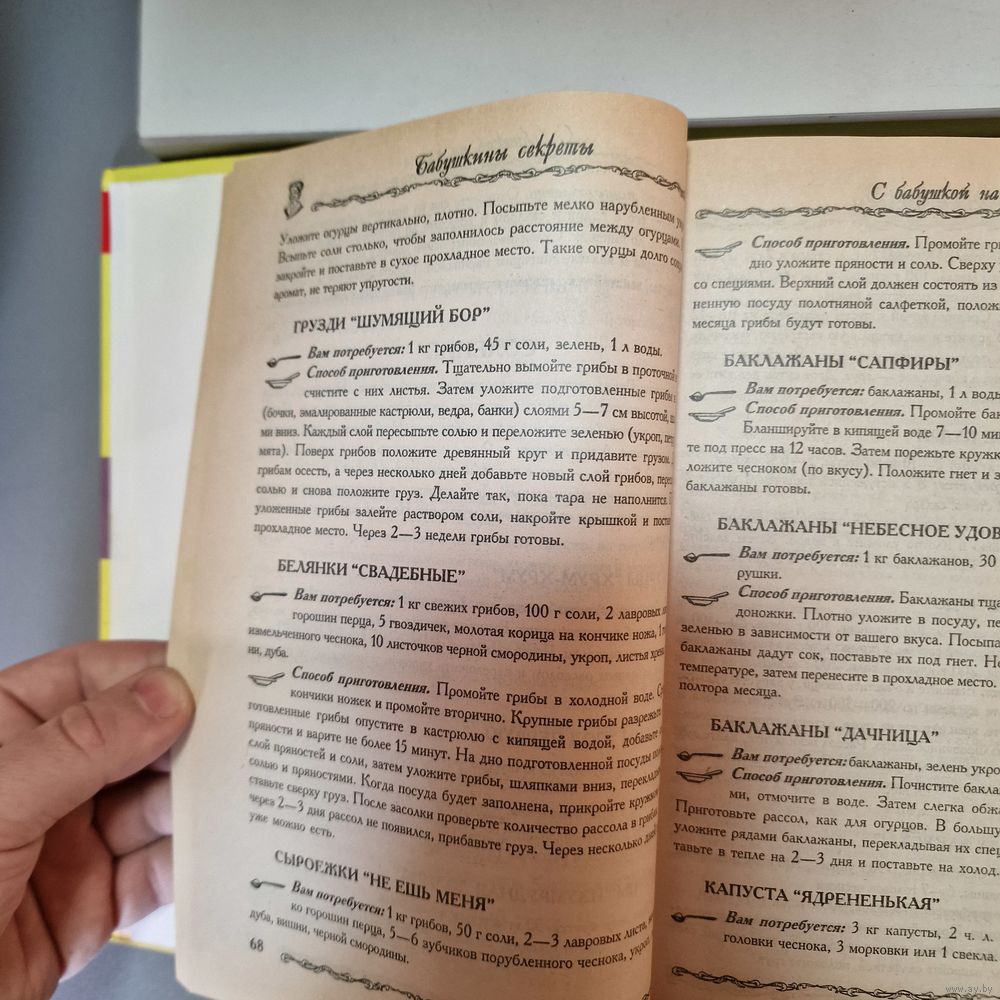 Бабушкины секреты
Уложите огурцы вертикально, плотно. Посыпьте мелко нарубленным
Всыпьте соли столько, чтобы заполнилось расстояние между огурцами.
закройте и поставьте в сухое прохладное место. Такие огурцы долго
аромат, не теряют упругости.
ГРУЗДИ "ШУМЯЩИЙ БОР"
Вам потребуется: 1 кг грибов, 45 г соли, зелень, 1 л воды.
Способ приготовления. Тщательно вымойте грибы в проточной
счистите с них листья. Затем уложите подготовленные грибы
(бочки, эмалированные кастрюли, ведра, банки) слоями 5—7 см высотой,
ми вниз. Каждый слой пересыпьте солью и переложите зеленью (укроп,
мята). Поверх грибов положите древянный круг и придавите грузом.
грибам осесть, а через несколько дней добавьте новый слой грибов,
солью и снова положите груз. Делайте так, пока тара не наполнится.
уложенные грибы залейте раствором соли, накройте крышкой и
прохладное место. Через 2—3 недели грибы готовы.
БЕЛЯНКИ "СВАДЕБНЫЕ"
Вам потребуется: 1 кг свежих грибов, 100 г соли, 2 лавровых
горошин перца, 5 гвоздичек, молотая корица на кончике ножа, 1
измельченного чеснока, 10 листочков черной смородины, укроп, листья
ни, дуба.
Способ приготовления. Промойте грибы в холодной воде.
кончики ножек и промойте вторично. Крупные грибы разрежьте
готовленные грибы опустите в кастрюлю с кипящей водой, добавьте
пряности и варите не более 15 минут. На дно подготовленной посуды
слой пряностей и соли, затем уложите грибы, шляпками вниз,
солью и пряностями. Когда посуда будет заполнена, прикройте кружком
ставьте сверху груз. После засолки проверьте количество рассола в
через 2—3 дня рассол не появился, прибавьте груз. Через несколько
уже можно есть.
СЫРОЕЖКИ "НЕ ЕШЬ МЕНЯ"
Вам потребуется: 1 кг грибов, 50 г соли, 2—3 лавровых листа,
ко горошин перца, 5—6 зубчиков порубленного чеснока, укроп,
дуба, вишни, черной смородины.
68
С бабушкой на
Способ приготовления. Промойте
дно уложите пряности и соль. Сверху
со специями. Верхний слой должен состоять из
ненную посуду полотняной салфеткой,
месяца грибы будут готовы.
БАКЛАЖАНЫ "САПФИРЫ"
Вам потребуется: баклажаны, 1 л воды
Способ приготовления. Промойте
Бланшируйте в кипящей воде 7—10
те под пресс на 12 часов. Затем порежьте
ложите чесноком (по вкусу). Положите гнет и
баклажаны готовы.
БАКЛАЖАНЫ "НЕБЕСНОЕ
Вам потребуется: 1 кг баклажанов, 30
рушки.
Способ приготовления. Баклажаны
доножки. Плотно уложите в посуду,
зеленью в зависимости от вашего вкуса.
баклажаны дадут сок, поставьте их под гнет.
температуре, затем перенесите в прохладное место.
полтора месяца.
БАКЛАЖАНЫ "ДАЧНИЦА"
Вам потребуется: баклажаны, зелень
Способ приготовления. Почистите
ми, отмочите в воде. Затем слегка
Приготовьте рассол, как для огурцов. В
уложите рядами баклажаны, перекладывая их
тавьте в тепле на 2—3 дня и поставьте на холод.
КАПУСТА "ЯДРЕНЕНЬКАЯ"
Вам потребуется: 3 кг капусты, 2 ч. л.
головки чеснока, 3 морковки или 1 свекла.
www.ay.by